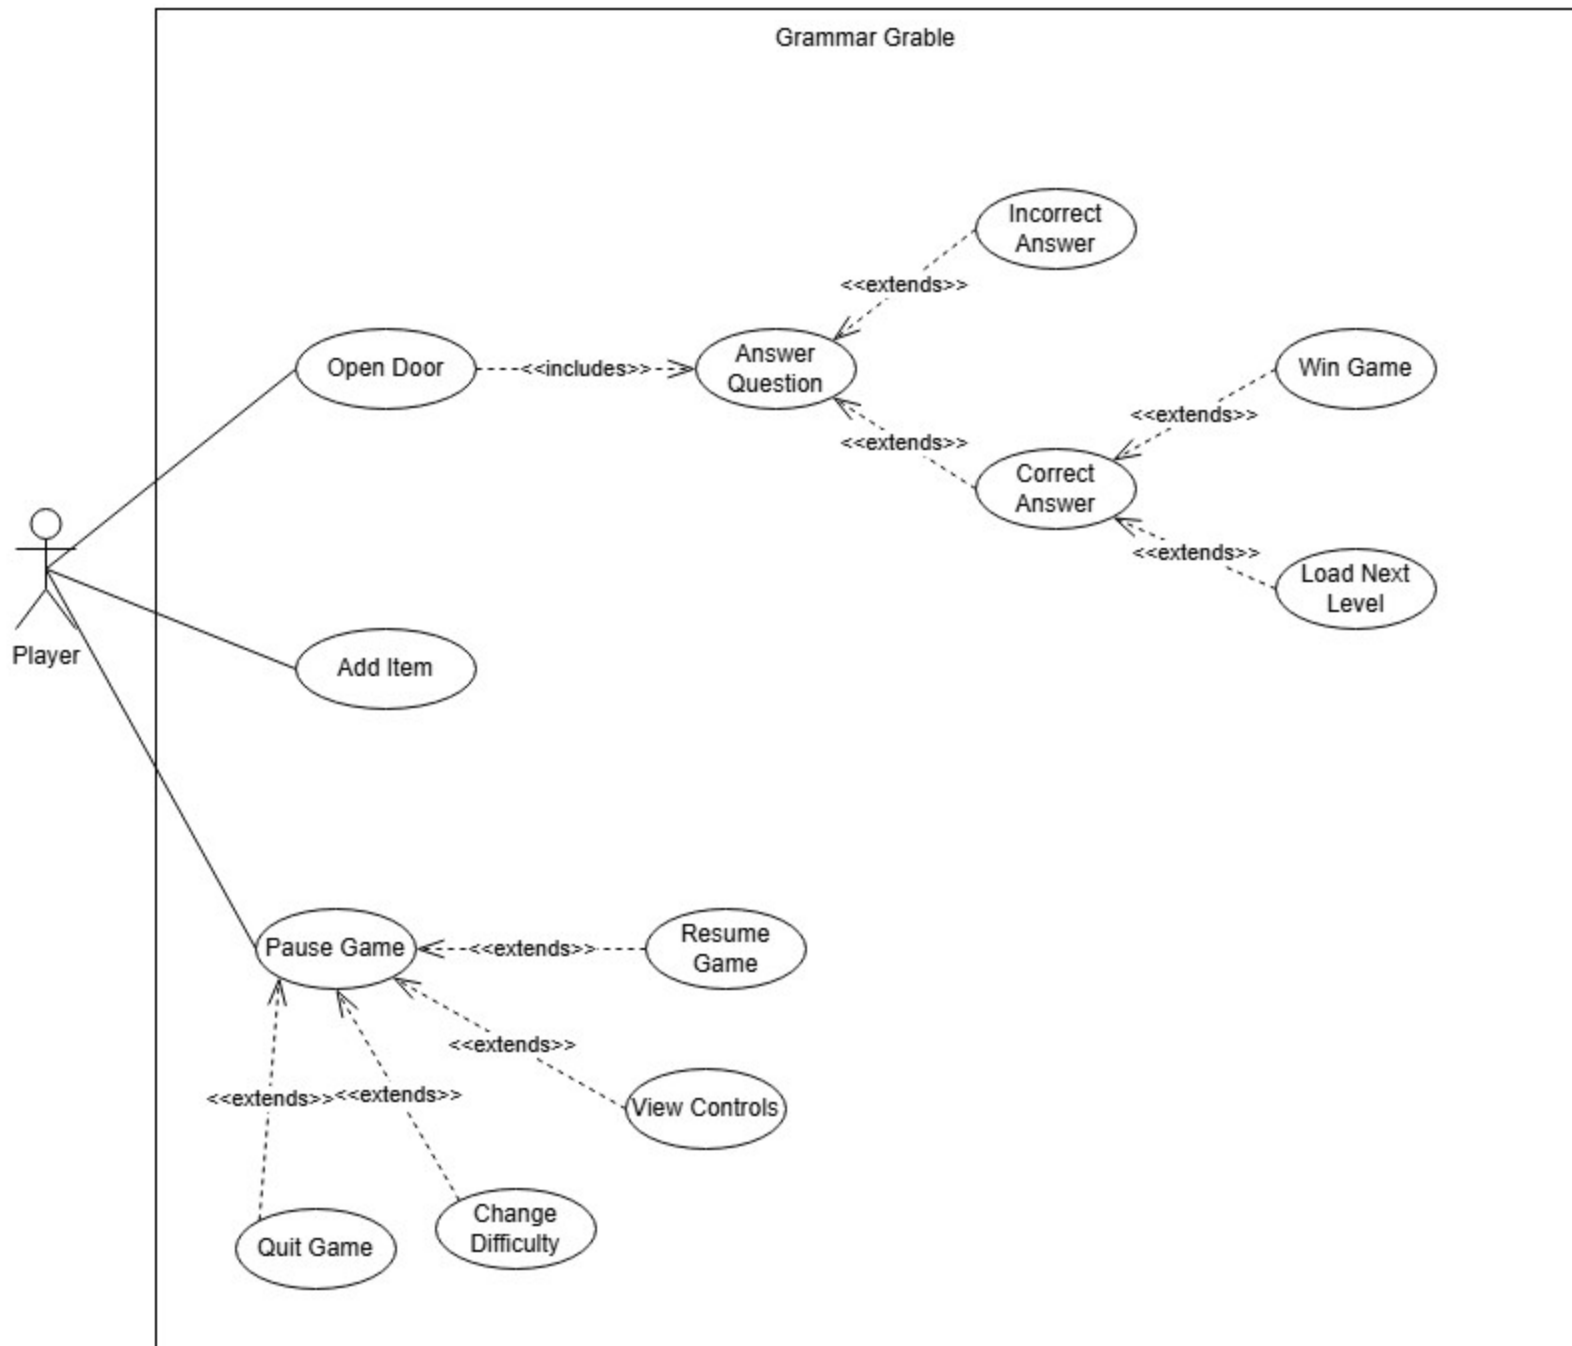 Grammar Grable
Incorrect
Answer
<<extends>>
Open Door
<<includes>>
Answer
Question
Win Game
<<extends>>
<<extends>>
Correct
Answer
<<extends>>
Load Next
Level
Player
Add Item
Pause Game
<<extends>>
Resume
Game
<<extends>>
View Controls
<<extends>>
<<extends>>
Change
Difficulty
Quit Game